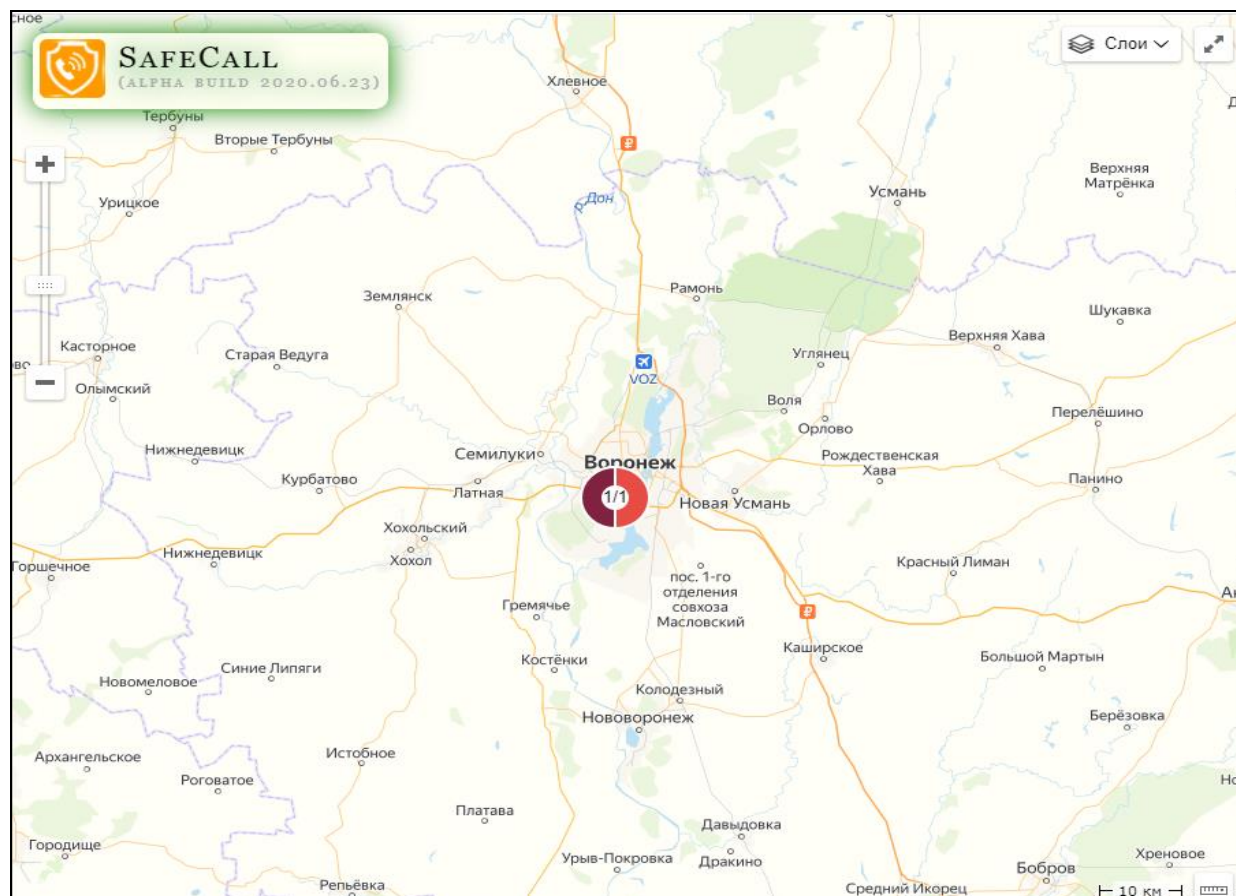 сное
SAFECALL
(ALPHA BUILD 2020.06.23)
Слои
Хлевное
Тербуны
Вторые Тербуны
Верхняя
Матрёнка
Усмань
Урицкое
р.Дон
Рамонь
Землянск
Шукавка
Верхняя Хава
Касторное
ово
Старая Ведуга
Углянец
VOZ
Олымский
Воля
Перелёшино
Орлово
Нижнедевицк
Семилуки
Воронеж
Рождественская
Хава
Курбатово
Латная
1/1
Новая Усмань
Панино
Хохольский
Нижнедевицк
Хохол
Горшечное
Красный Лиман
пос. 1-го
отделения
совхоза
Масловский
Ан
Гремячье
Каширское
Костёнки
Большой Мартын
Синие Липяги
Новомеловое
Колодезный
Нововоронеж
Берёзовка
Истобное
Архангельское
Роговатое
Но
Платава
Давыдовка
Городище
Урыв-Покровка
Дракино
Хреновое
Бобров
Репьёвка
Средний Икорец
10 км